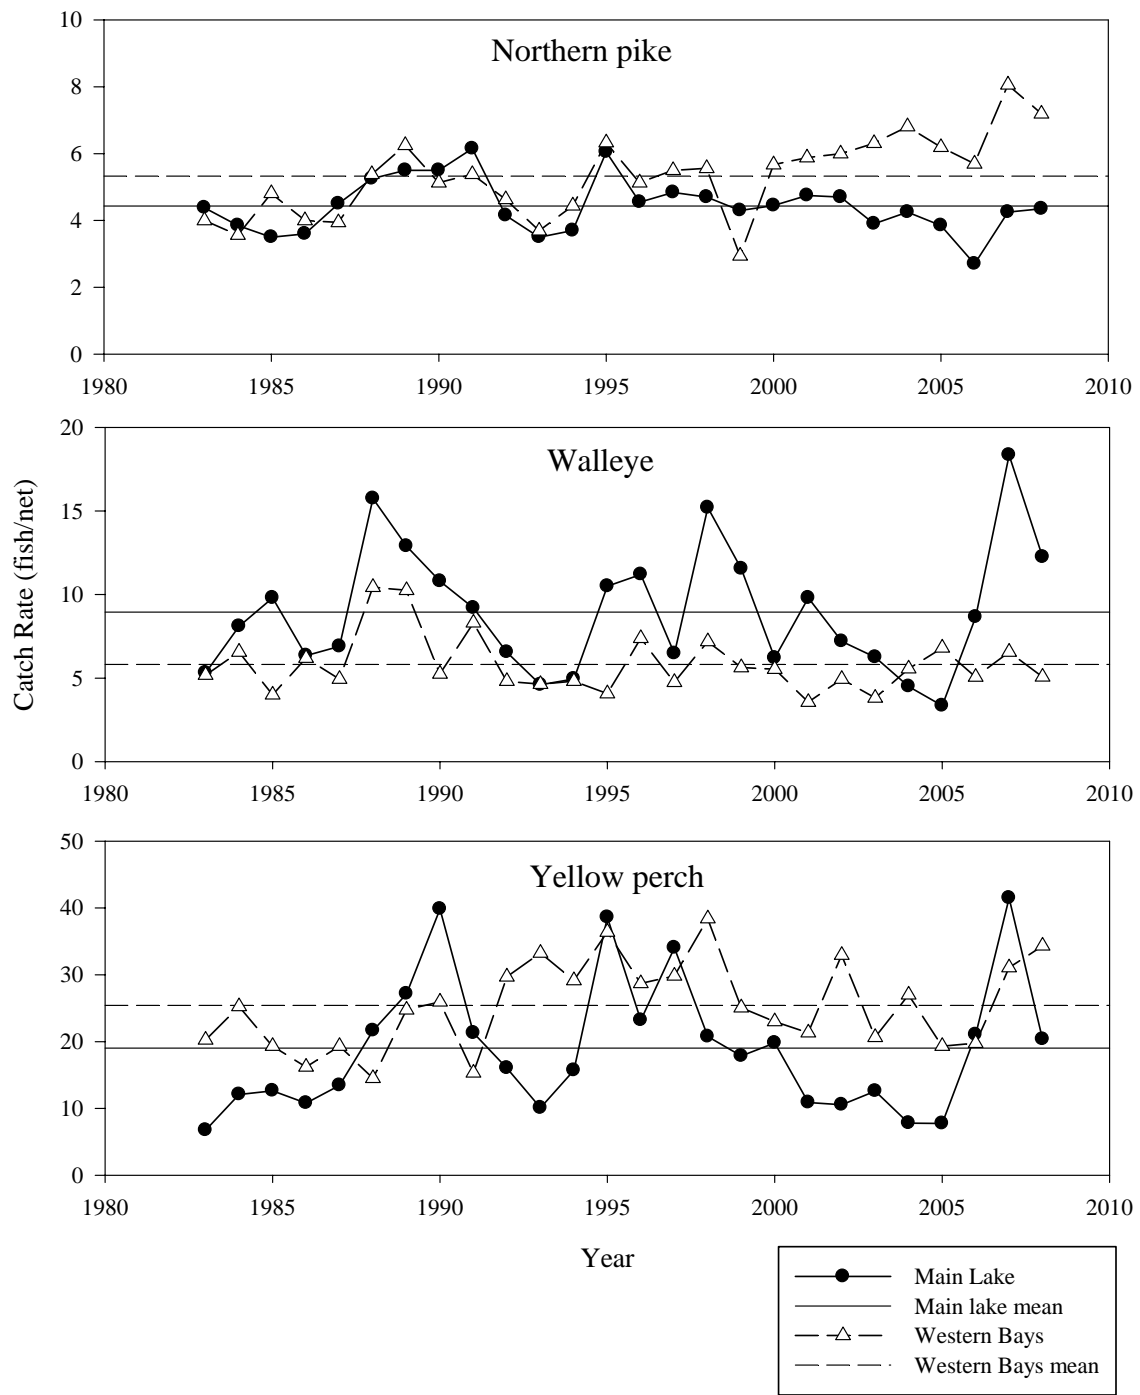 10
Northern pike
8
6
4
2
0
1980 1985 1990 1995 2000 2005 2010
20
Walleye
15
10
5
0
1980 1985 1990 1995 2000 2005 2010
Catch Rate (fish/net)
50
Yellow perch
40
30
20
10
0
1980 1985 1990 1995 2000 2005 2010
Year
Main Lake
Main lake mean
Western Bays
Western Bays mean